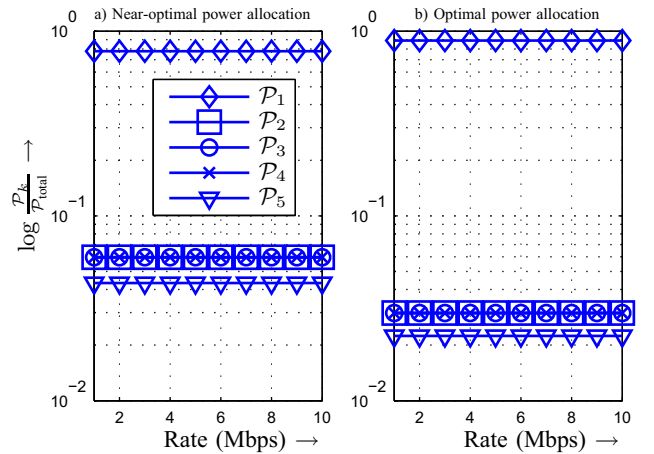 a) Near-optimal power allocation
b) Optimal power allocation
10^0
10^0
P_1
P_2
P_3
P_4
P_5
log P_k/P_total →
10^−1
10^−1
10^−2
10^−2
2 4 6 8 10
2 4 6 8 10
Rate (Mbps) →
Rate (Mbps) →